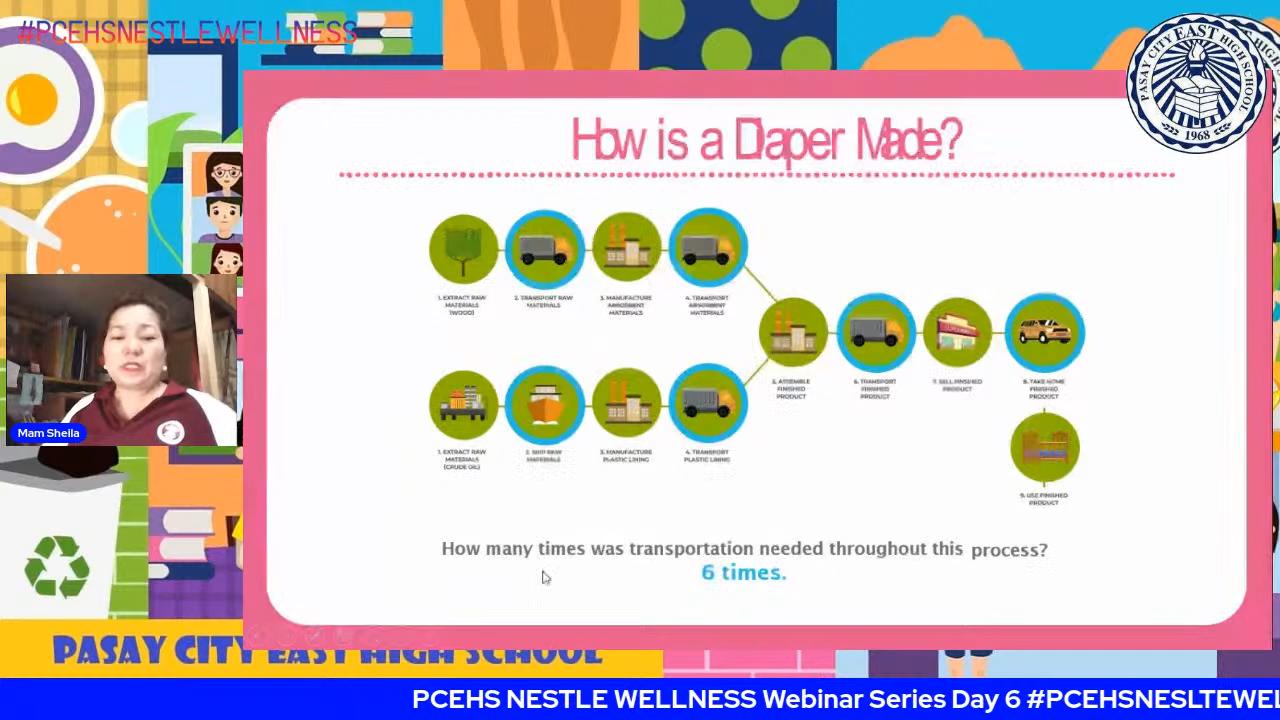 #PCEHSNESTLEWELLNESS
PASAY CITY EAST HIGH SCHOOL
1968
How is a Diaper Made?
1. EXTRACT RAW
MATERIALS
(WOOD)
2. TRANSPORT RAW
MATERIALS
3. MANUFACTURE
ABSORBENT
MATERIALS
4. TRANSPORT
ABSORBENT
MATERIALS
5. ASSEMBLE
FINISHED
PRODUCT
6. TRANSPORT
FINISHED
PRODUCT
7. SELL FINISHED
PRODUCT
8. TAKE HOME
FINISHED
PRODUCT
1. EXTRACT RAW
MATERIALS
(CRUDE OIL)
2. SHIP RAW
MATERIALS
3. MANUFACTURE
PLASTIC LINING
4. TRANSPORT
PLASTIC LINING
9. USE FINISHED
PRODUCT
Mam Shella
How many times was transportation needed throughout this process?
6 times.
PASAY CITY EAST HIGH SCHOOL
PCEHS NESTLE WELLNESS Webinar Series Day 6 #PCEHSNESLTEWEL